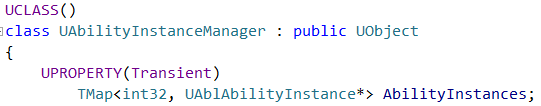 UCLASS()
class UAbilityInstanceManager : public UObject
{
UPROPERTY(Transient)
TMap<int32, UAblAbilityInstance*> AbilityInstances;